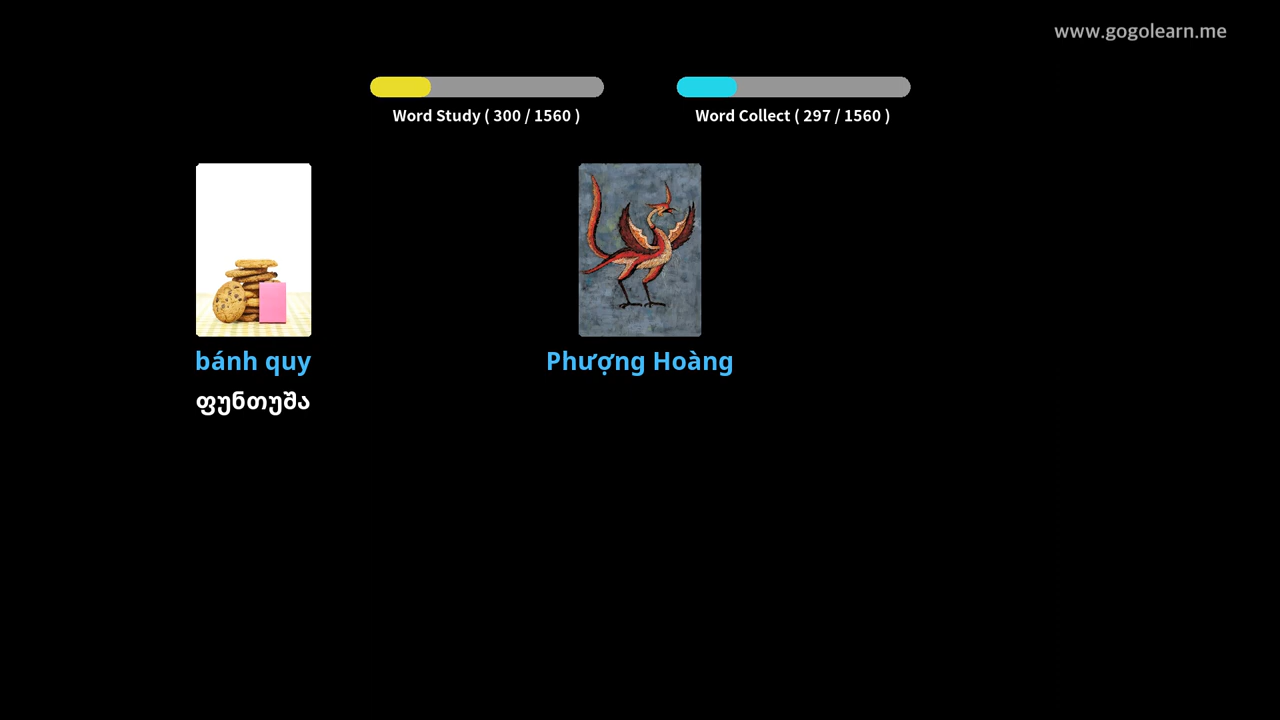 www.gogolearn.me
Word Study ( 300 / 1560 )
Word Collect ( 297 / 1560 )
bánh quy
Phượng Hoàng
ფუნთუშა